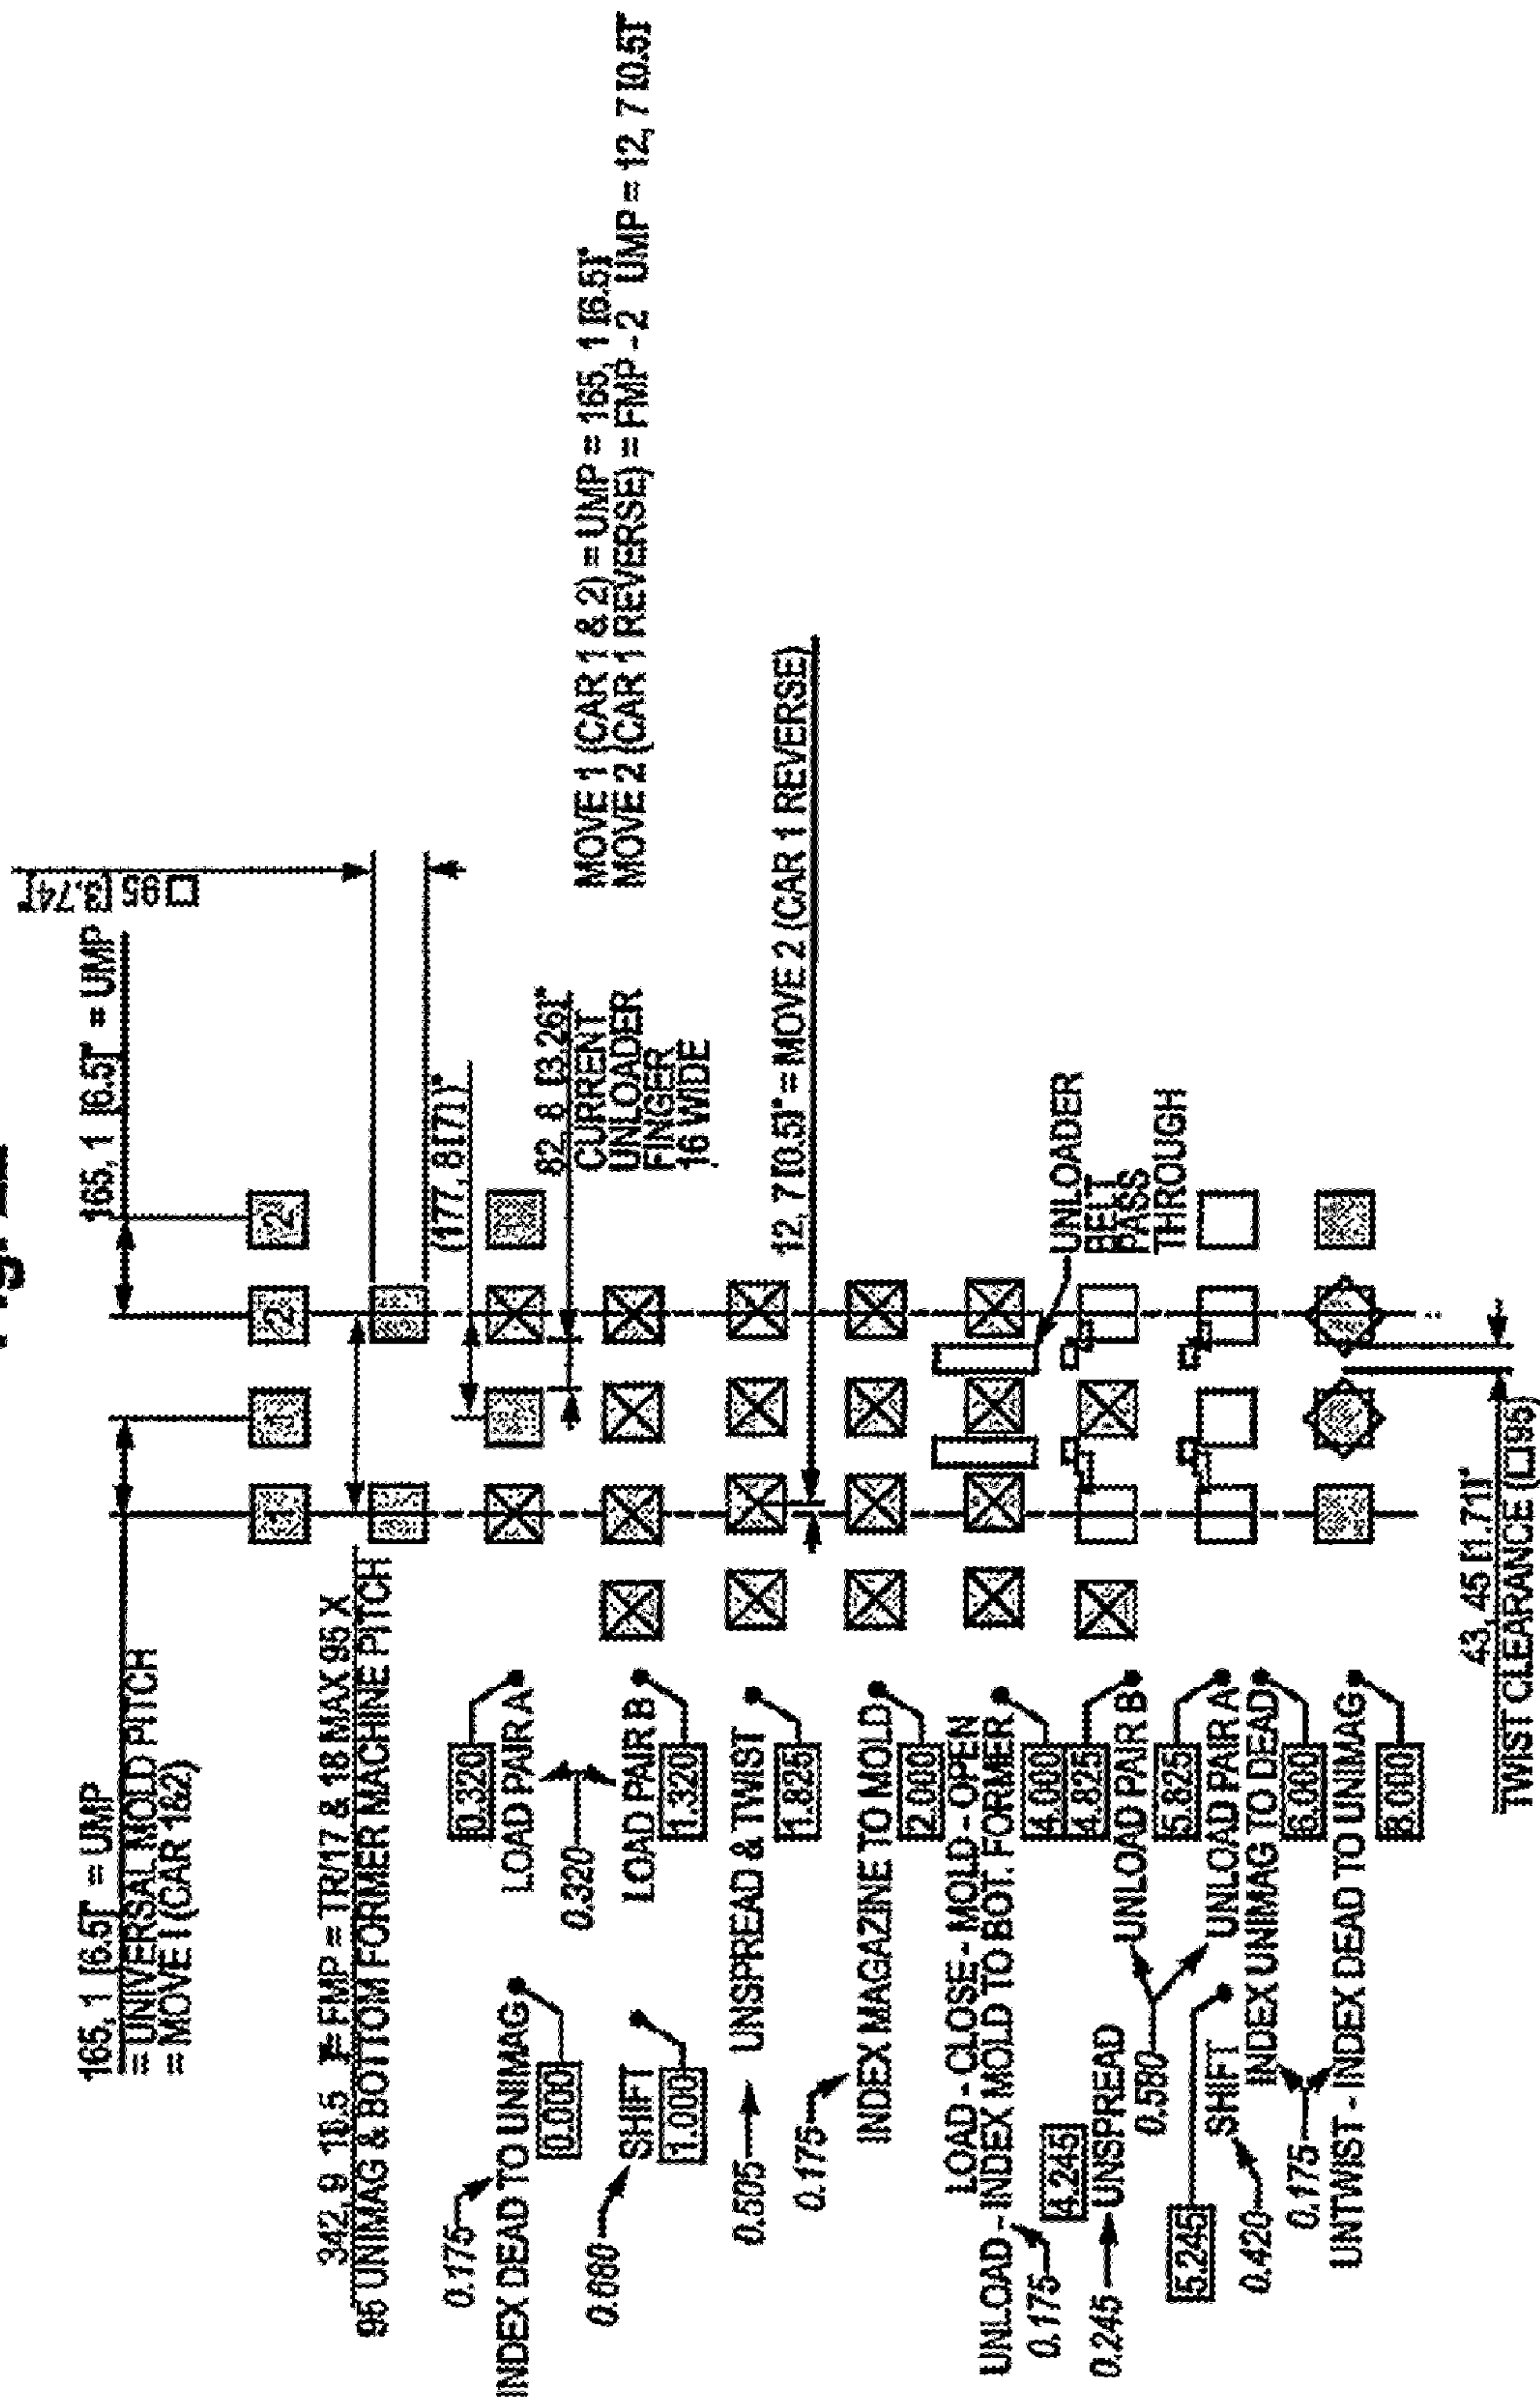 165, 1 [6.5]" = UMP
= UNIVERSAL MOLD PITCH
= MOVE 1 (CAR 1&2)
165, 1 [6.5]" = UMP
□ 95 [3.74]"
1
1
2
2
= FMP = TR/17 & 18 MAX 95 X
95 UNIMAG & BOTTOM FORMER MACHINE PITCH
(177, 8 [7])"
82, 8 [3.26]"
CURRENT
UNLOADER
FINGER
16 WIDE
MOVE 1 (CAR 1 & 2) = UMP = 165, 1 [6.5]"
MOVE 2 (CAR 1 REVERSE) = FMP - 2 UMP = 12, 7 [0.5]"
12, 7 [0.5]" = MOVE 2 (CAR 1 REVERSE)
0.175
INDEX DEAD TO UNIMAG
0.000
0.320
LOAD PAIR A
0.320
0.680
SHIFT
1.000
LOAD PAIR B
1.320
0.505
UNSPREAD & TWIST
1.825
0.175
INDEX MAGAZINE TO MOLD
2.000
LOAD - CLOSE - MOLD - OPEN
UNLOAD - INDEX MOLD TO BOT. FORMER
0.175
4.000
4.245
0.245
UNSPREAD
4.825
UNLOAD PAIR B
0.580
5.825
UNLOAD PAIR A
5.245
SHIFT
0.420
INDEX UNIMAG TO DEAD
6.000
0.175
UNTWIST - INDEX DEAD TO UNIMAG
8.000
UNLOADER
BELT
PASS
THROUGH
43, 45 [1.71]"
TWIST CLEARANCE (□95)